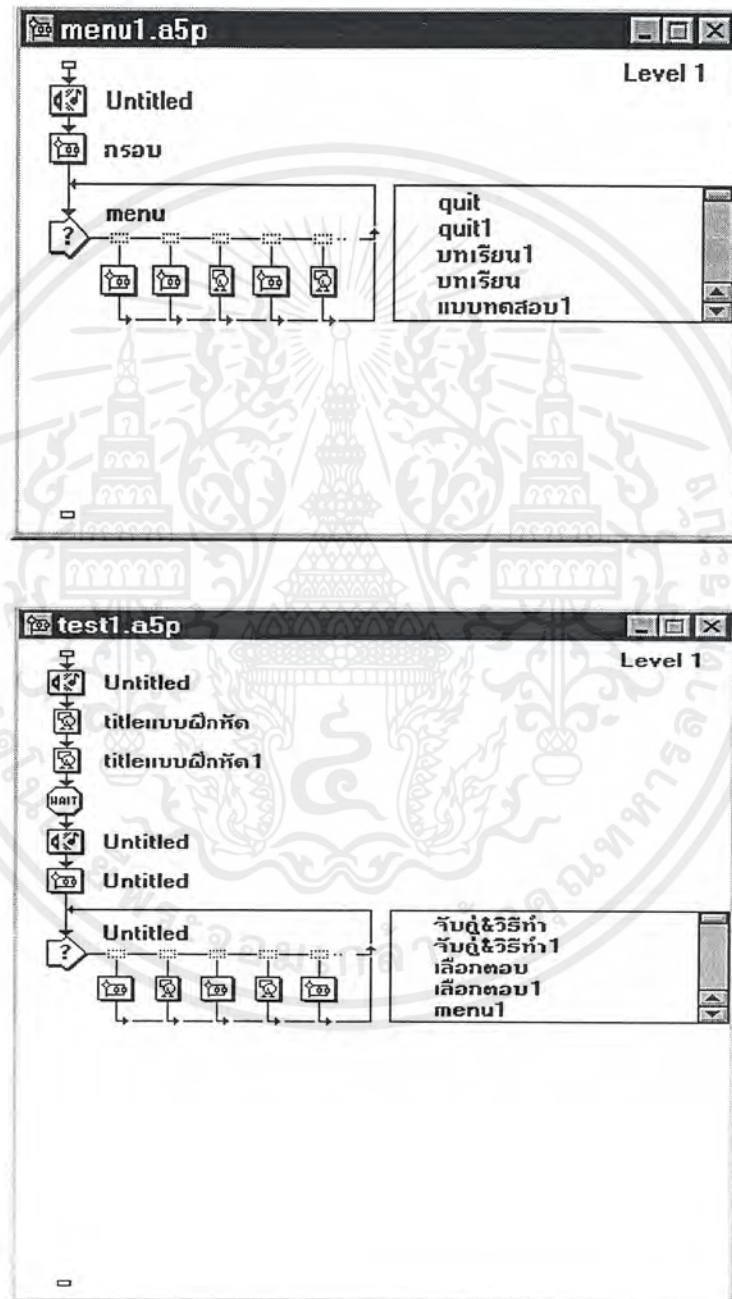 menu1.a5p
Level 1
Untitled
กรอบ
menu
?
quit
quit1
บทเรียน1
บทเรียน
แบบทดสอบ1
test1.a5p
Level 1
Untitled
titleแบบฝึกหัด
titleแบบฝึกหัด1
WAIT
Untitled
Untitled
Untitled
?
จับคู่&วิธีทำ
จับคู่&วิธีทำ1
เลือกตอบ
เลือกตอบ1
menu1